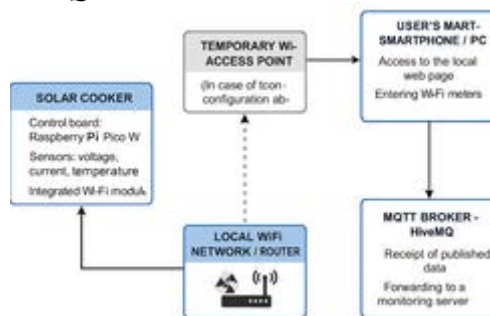 TEMPORARY Wi-
ACCESS POINT
(In case of tcon-
configuration ab-
USER'S MART-
SMARTPHONE / PC
Access to the local
web page
Entering Wi-Fi meters
SOLAR COOKER
Control board:
Raspberry Pi Pico W
Sensors: voltage,
current, temperature
Integrated Wi-Fi modul
LOCAL WiFi
NETWORK / ROUTER
MQTT BROKER -
HiveMQ
Receipt of published
data
Forwarding to a
monitoring server